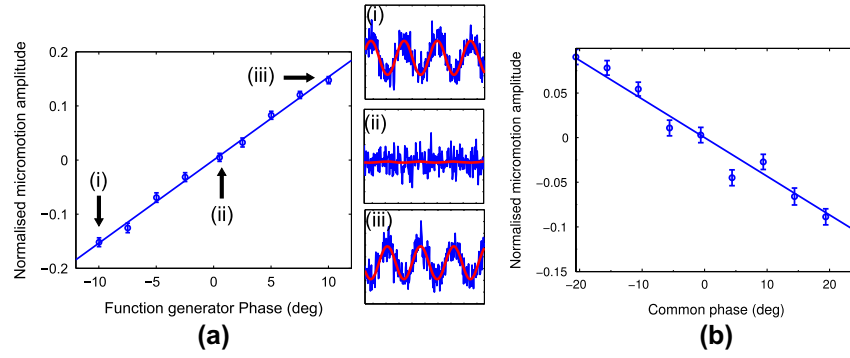 Normalised micromotion amplitude
0.2
0.1
0
−0.1
−0.2
(i)
(ii)
(iii)
−10
−5
0
5
10
Function generator Phase (deg)
(a)
(i)
(ii)
(iii)
Normalised micromotion amplitude
0.1
0.05
0
−0.05
−0.1
−0.15
−20
−10
0
10
20
Common phase (deg)
(b)